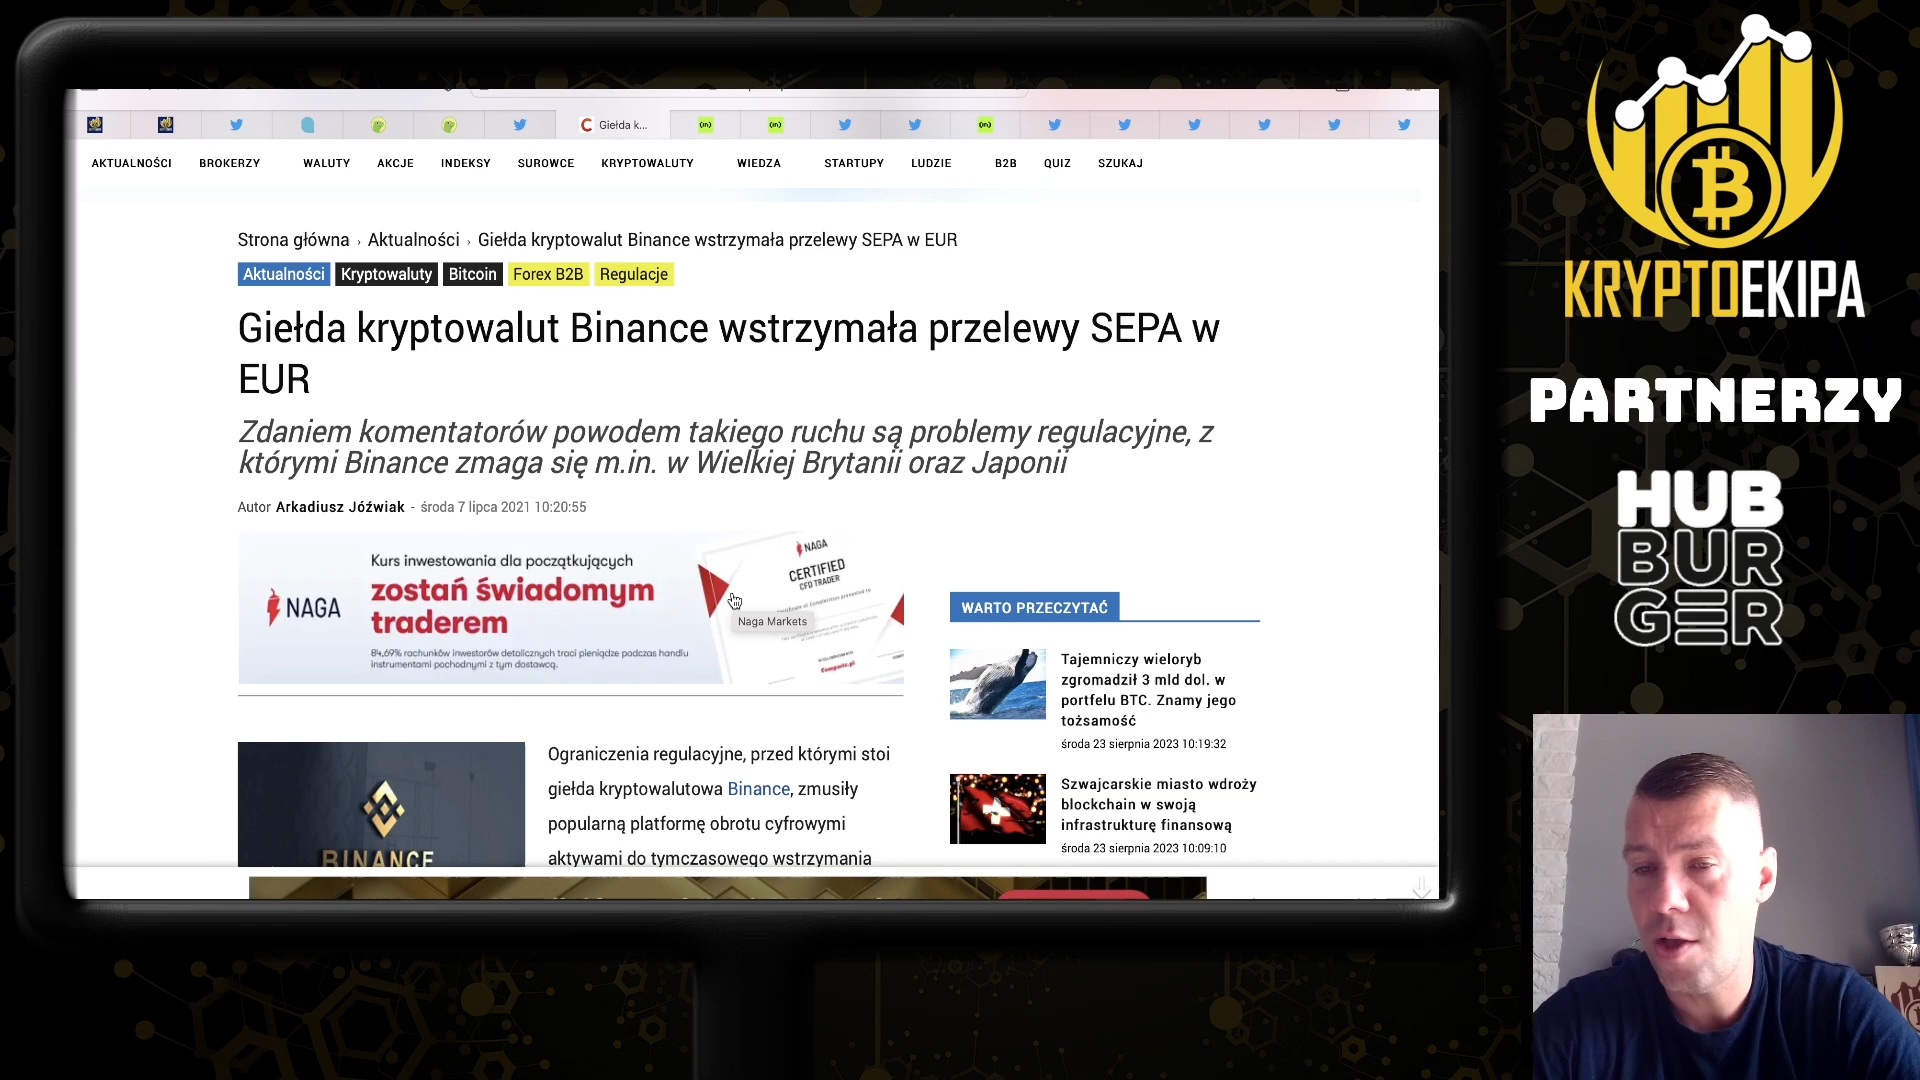 Giełda k...
AKTUALNOŚCI BROKERZY WALUTY AKCJE INDEKSY SUROWCE KRYPTOWALUTY WIEDZA STARTUPY LUDZIE B2B QUIZ SZUKAJ
Strona główna › Aktualności › Giełda kryptowalut Binance wstrzymała przelewy SEPA w EUR
Aktualności Kryptowaluty Bitcoin Forex B2B Regulacje
Giełda kryptowalut Binance wstrzymała przelewy SEPA w
EUR
Zdaniem komentatorów powodem takiego ruchu są problemy regulacyjne, z
którymi Binance zmaga się m.in. w Wielkiej Brytanii oraz Japonii
Autor Arkadiusz Jóźwiak - środa 7 lipca 2021 10:20:55
NAGA
Kurs inwestowania dla początkujących
zostań świadomym
traderem
84,69% rachunków inwestorów detalicznych traci pieniądze podczas handlu
instrumentami pochodnymi z tym dostawcą.
NAGA
CERTIFIED
CFD TRADER
Naga Markets
Comparic.pl
BINANCE
Ograniczenia regulacyjne, przed którymi stoi
giełda kryptowalutowa Binance, zmusiły
popularną platformę obrotu cyfrowymi
aktywami do tymczasowego wstrzymania
WARTO PRZECZYTAĆ
Tajemniczy wieloryb
zgromadził 3 mld dol. w
portfelu BTC. Znamy jego
tożsamość
środa 23 sierpnia 2023 10:19:32
Szwajcarskie miasto wdroży
blockchain w swoją
infrastrukturę finansową
środa 23 sierpnia 2023 10:09:10
KRYPTOEKIPA
PARTNERZY
HUB
BUR
GER